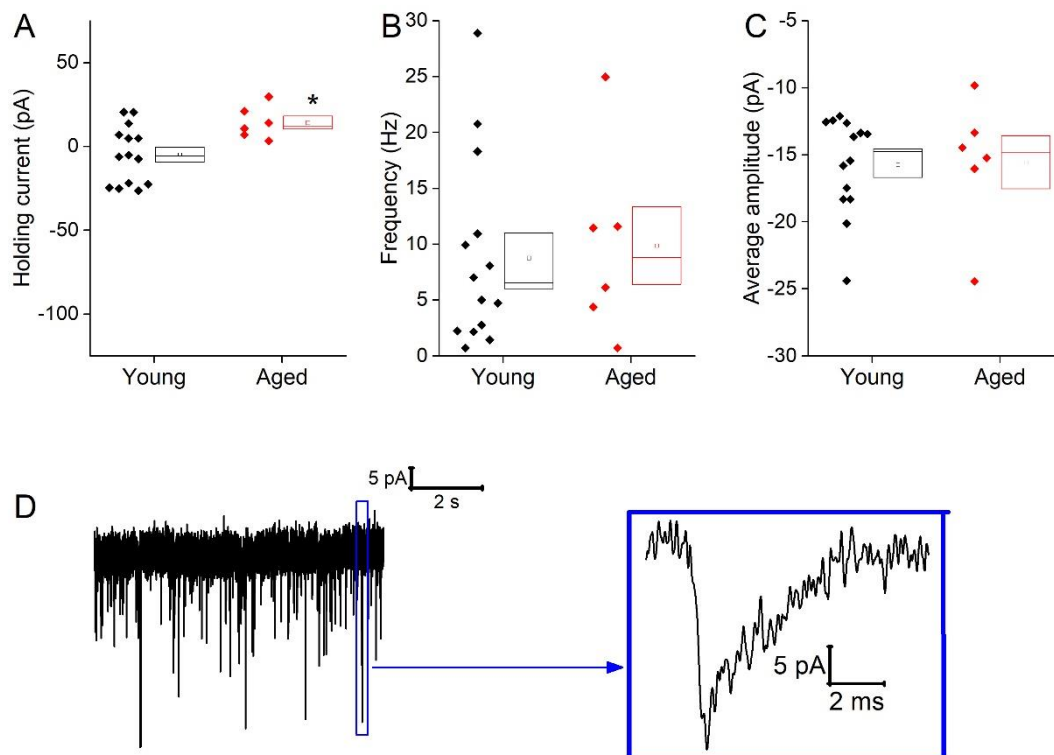 A
Holding current (pA)
50
0
-50
-100
Young
Aged
*
B
Frequency (Hz)
30
25
20
15
10
5
0
Young
Aged
C
Average amplitude (pA)
-5
-10
-15
-20
-25
-30
Young
Aged
D
5 pA
2 s
5 pA
2 ms